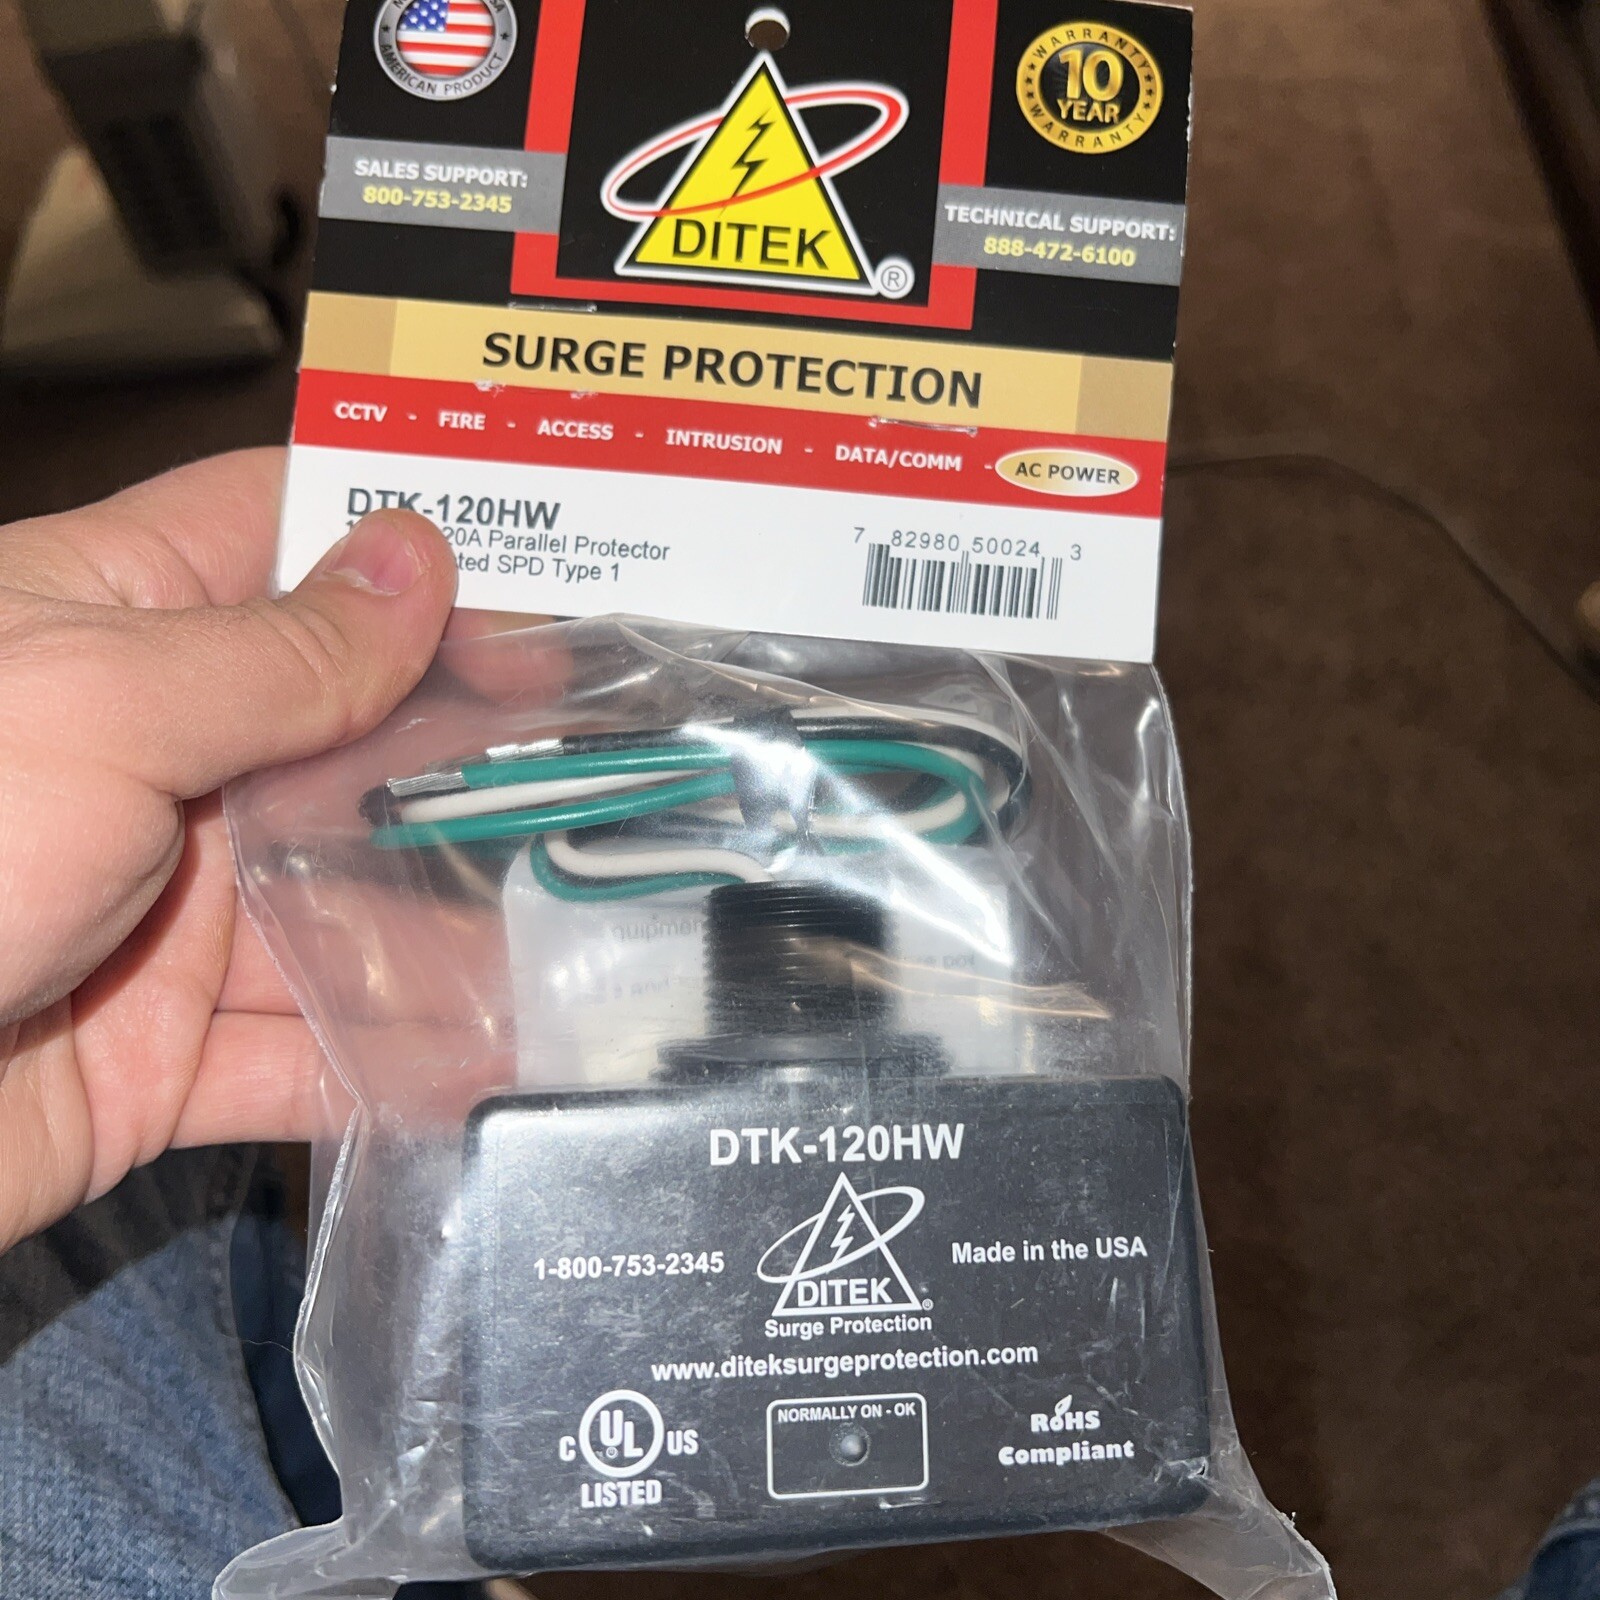 AMERICAN PRODUCT
WARRANTY
10
YEAR
WARRANTY
SALES SUPPORT:
800-753-2345
DITEK
®
TECHNICAL SUPPORT:
888-472-6100
SURGE PROTECTION
CCTV - FIRE - ACCESS - INTRUSION - DATA/COMM - AC POWER
DTK-120HW
20A Parallel Protector
SPD Type 1
7 82980 50024 3
DTK-120HW
1-800-753-2345
DITEK®
Surge Protection
Made in the USA
www.diteksurgeprotection.com
C UL US
LISTED
NORMALLY ON - OK
RoHS
Compliant